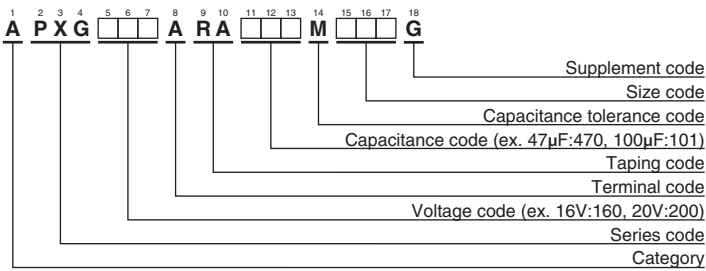 1 2 3 4 5 6 7 8 9 10 11 12 13 14 15 16 17 18
A PXG A RA M G
Supplement code
Size code
Capacitance tolerance code
Capacitance code (ex. 47µF:470, 100µF:101)
Taping code
Terminal code
Voltage code (ex. 16V:160, 20V:200)
Series code
Category